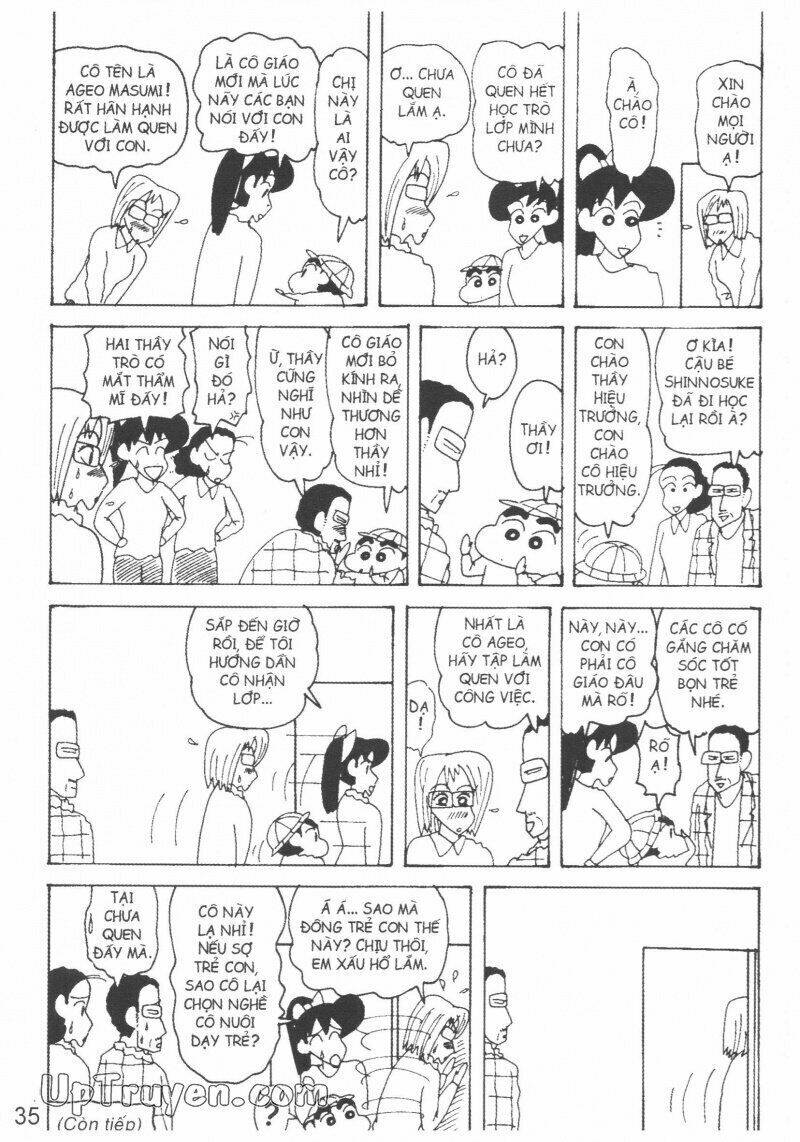 XIN
CHÀO
MỌI
NGƯỜI
Ạ!
À,
CHÀO
CÔ!
CÔ ĐÃ
QUEN HẾT
HỌC TRÒ
LỚP MÌNH
CHƯA?
Ơ... CHƯA
QUEN
LẮM Ạ.
CHỊ
NÀY
LÀ
AI
VẬY
CÔ?
LÀ CÔ GIÁO
MỚI MÀ LÚC
NÃY CÁC BẠN
NÓI VỚI CON
ĐẤY!
CÔ TÊN LÀ
AGEO MASUMI!
RẤT HÂN HẠNH
ĐƯỢC LÀM QUEN
VỚI CON.
Ơ KÌA!
CẬU BÉ
SHINNOSUKE
ĐÃ ĐI HỌC
LẠI RỒI À?
CON
CHÀO
THẦY
HIỆU
TRƯỞNG,
CON
CHÀO
CÔ HIỆU
TRƯỞNG.
THẦY
ƠI!
HẢ?
CÔ GIÁO
MỚI BỎ
KÍNH RA,
NHÌN DỄ
THƯƠNG
HƠN
THẦY
NHỈ!
Ừ, THẦY
CŨNG
NGHĨ
NHƯ
CON
VẬY.
NÓI
GÌ
ĐÓ
HẢ?
HAI THẦY
TRÒ CÓ
MẮT THẨM
MĨ ĐẤY!
CÁC CÔ CỐ
GẮNG CHĂM
SÓC TỐT
BỌN TRẺ
NHÉ.
RÕ
Ạ!
NÀY, NÀY...
CON CÓ
PHẢI CÔ
GIÁO ĐÂU
MÀ RÕ!
NHẤT LÀ
CÔ AGEO,
HÃY TẬP LÀM
QUEN VỚI
CÔNG VIỆC.
DẠ
!
SẮP ĐẾN GIỜ
RỒI, ĐỂ TÔI
HƯỚNG DẪN
CÔ NHẬN
LỚP...
Á Á... SAO MÀ
ĐÔNG TRẺ CON THẾ
NÀY? CHỊU THÔI,
EM XẤU HỔ LẮM.
CÔ NÀY
LẠ NHỈ!
NẾU SỢ
TRẺ CON,
SAO CÔ LẠI
CHỌN NGHỀ
CÔ NUÔI
DẠY TRẺ?
?
TẠI
CHƯA
QUEN
ĐẤY MÀ.
UpTruyen.com
35
(Còn tiếp)